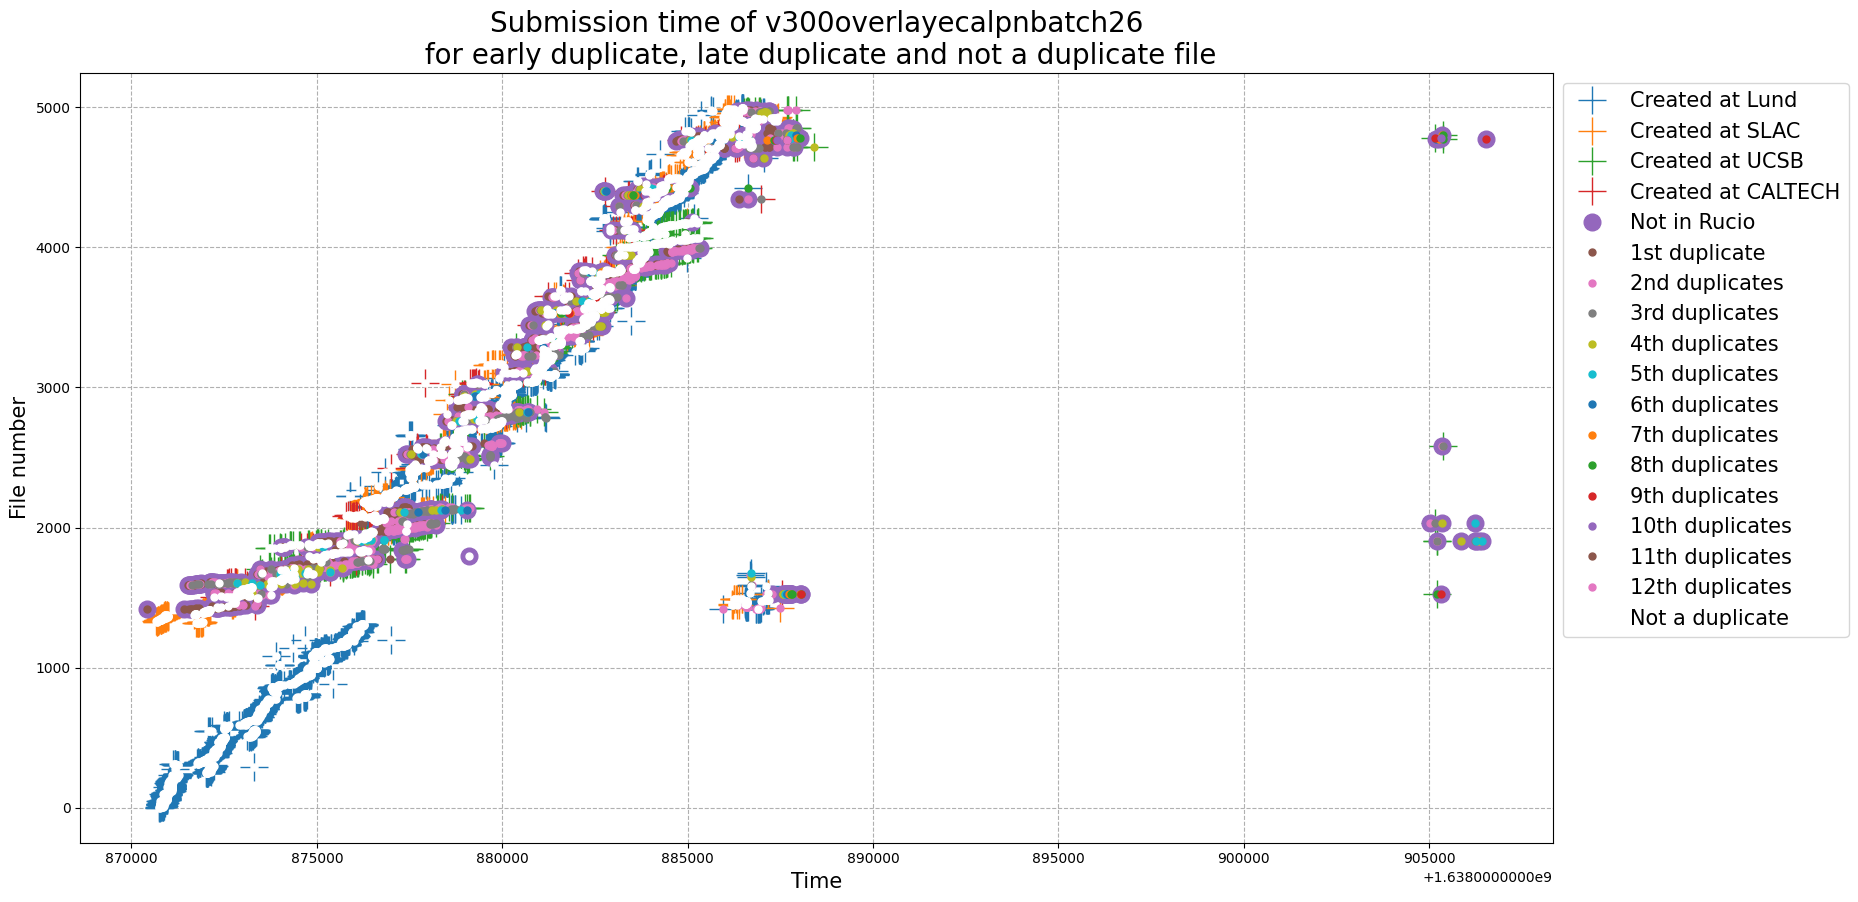 Submission time of v300overlayecalpnbatch26
for early duplicate, late duplicate and not a duplicate file
File number
5000
4000
3000
2000
1000
0
870000 875000 880000 885000 890000 895000 900000 905000
+1.6380000000e9
Time
Created at Lund
Created at SLAC
Created at UCSB
Created at CALTECH
Not in Rucio
1st duplicate
2nd duplicates
3rd duplicates
4th duplicates
5th duplicates
6th duplicates
7th duplicates
8th duplicates
9th duplicates
10th duplicates
11th duplicates
12th duplicates
Not a duplicate